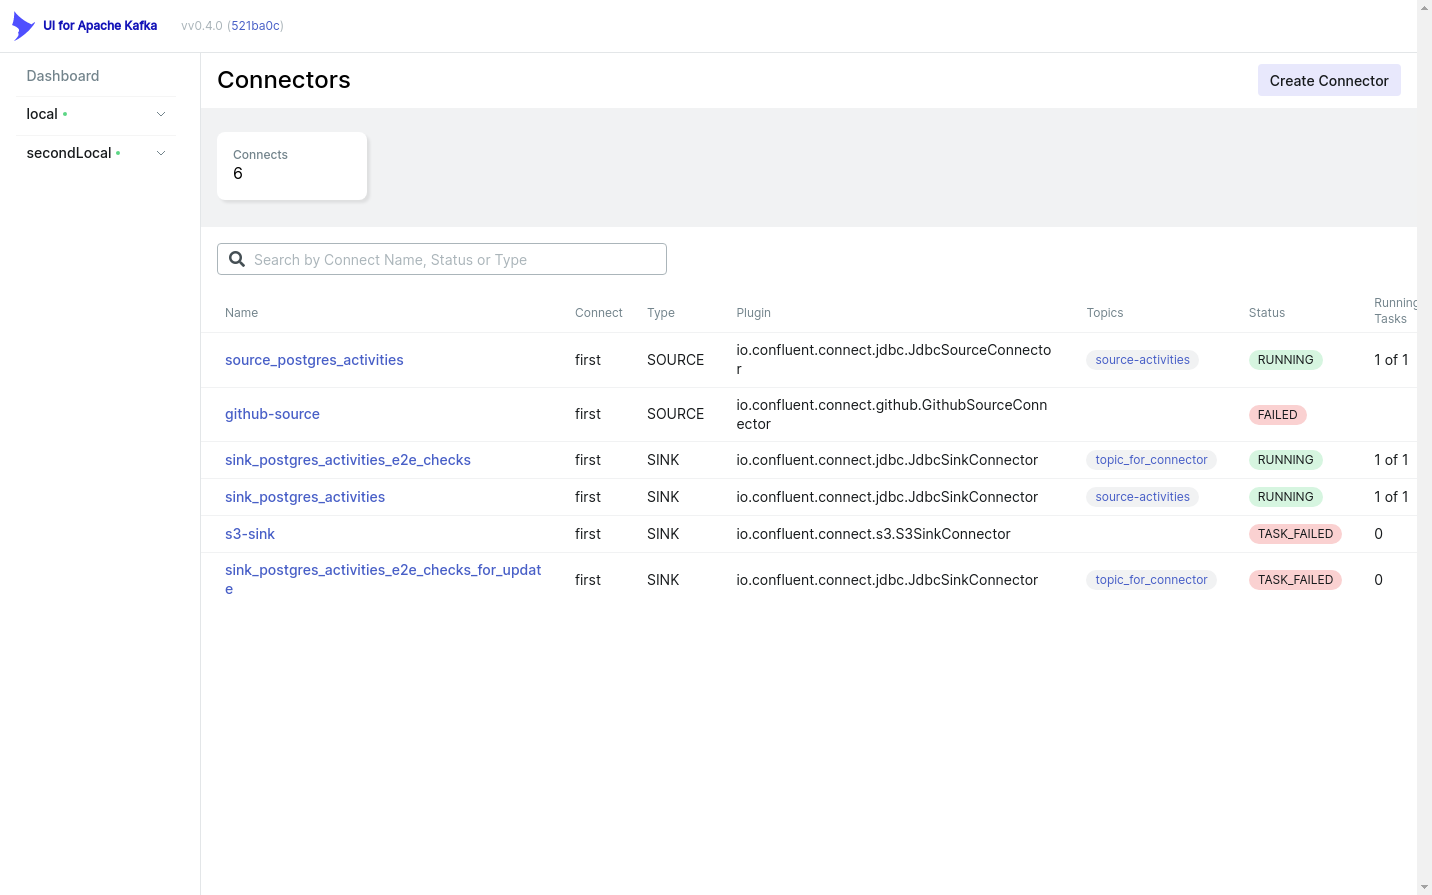 UI for Apache Kafka
vv0.4.0 (521ba0c)
Dashboard
local
secondLocal
Connectors
Create Connector
Connects
6
Search by Connect Name, Status or Type
Name Connect Type Plugin Topics Status Running
Tasks
source_postgres_activities first SOURCE io.confluent.connect.jdbc.JdbcSourceConnecto
r source-activities RUNNING 1 of 1
github-source first SOURCE io.confluent.connect.github.GithubSourceConn
ector FAILED
sink_postgres_activities_e2e_checks first SINK io.confluent.connect.jdbc.JdbcSinkConnector topic_for_connector RUNNING 1 of 1
sink_postgres_activities first SINK io.confluent.connect.jdbc.JdbcSinkConnector source-activities RUNNING 1 of 1
s3-sink first SINK io.confluent.connect.s3.S3SinkConnector TASK_FAILED 0
sink_postgres_activities_e2e_checks_for_updat
e first SINK io.confluent.connect.jdbc.JdbcSinkConnector topic_for_connector TASK_FAILED 0